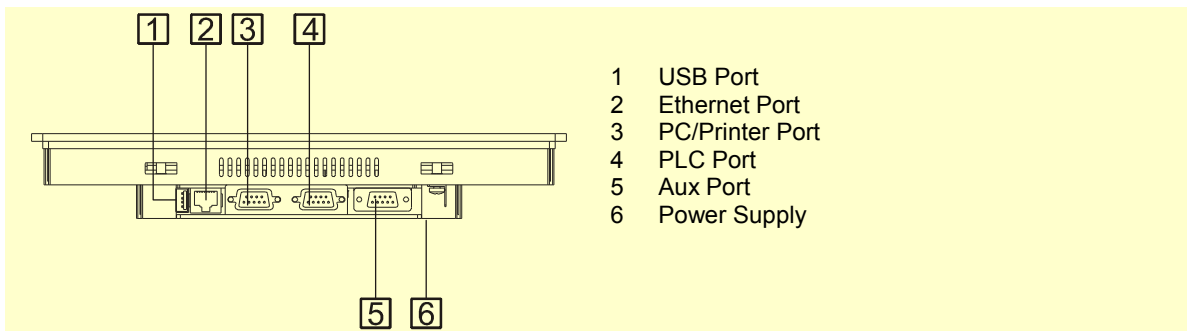 1 2 3 4
1 USB Port
2 Ethernet Port
3 PC/Printer Port
4 PLC Port
5 Aux Port
6 Power Supply
5 6